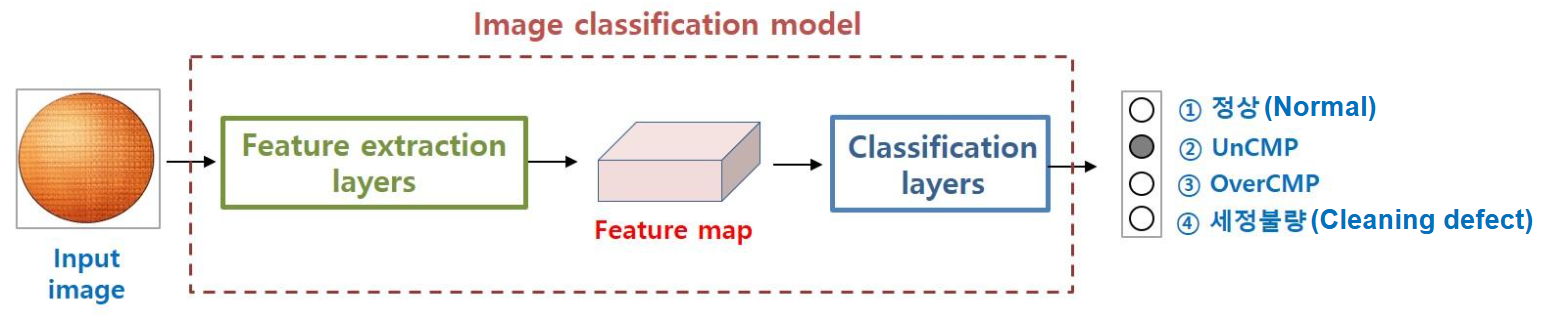 Image classification model
Input
image
Feature extraction
layers
Feature map
Classification
layers
① 정상(Normal)
② UnCMP
③ OverCMP
④ 세정불량(Cleaning defect)